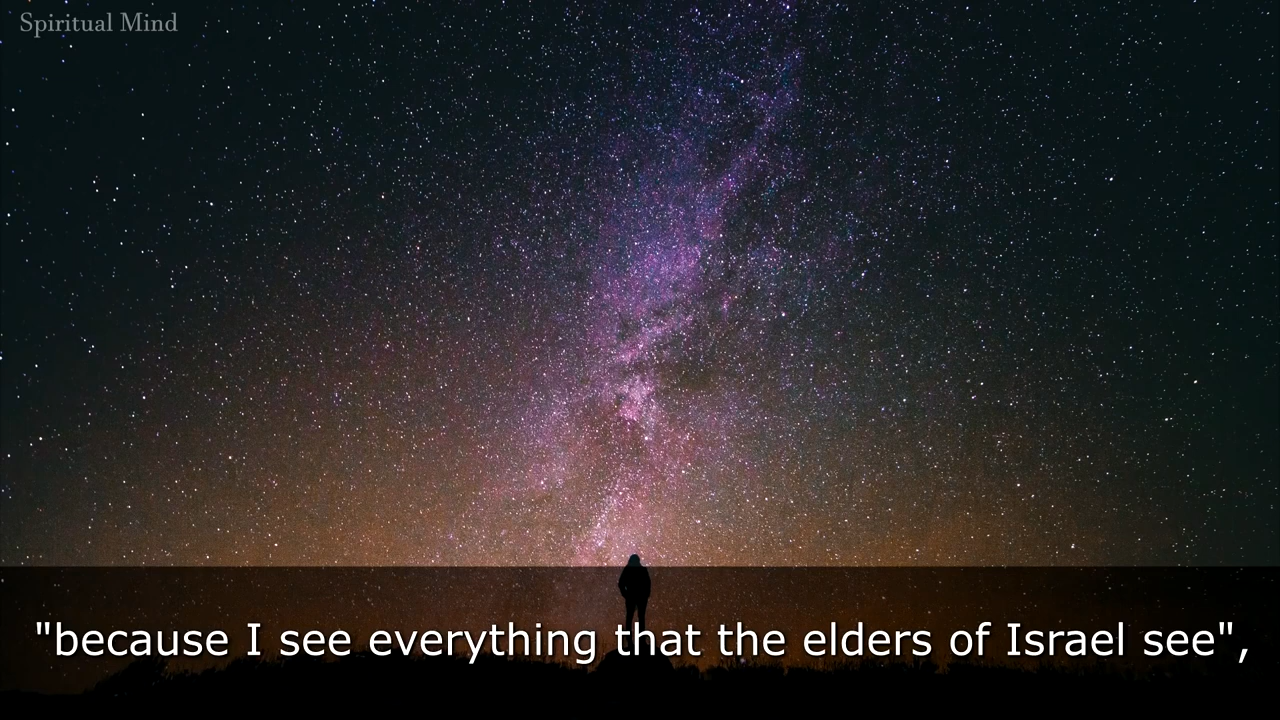 Spiritual Mind
"because I see everything that the elders of Israel see",